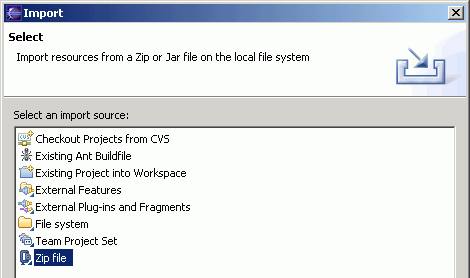 Import
Select
Import resources from a Zip or Jar file on the local file system
Select an import source:
Checkout Projects from CVS
Existing Ant Buildfile
Existing Project into Workspace
External Features
External Plug-ins and Fragments
File system
Team Project Set
Zip file